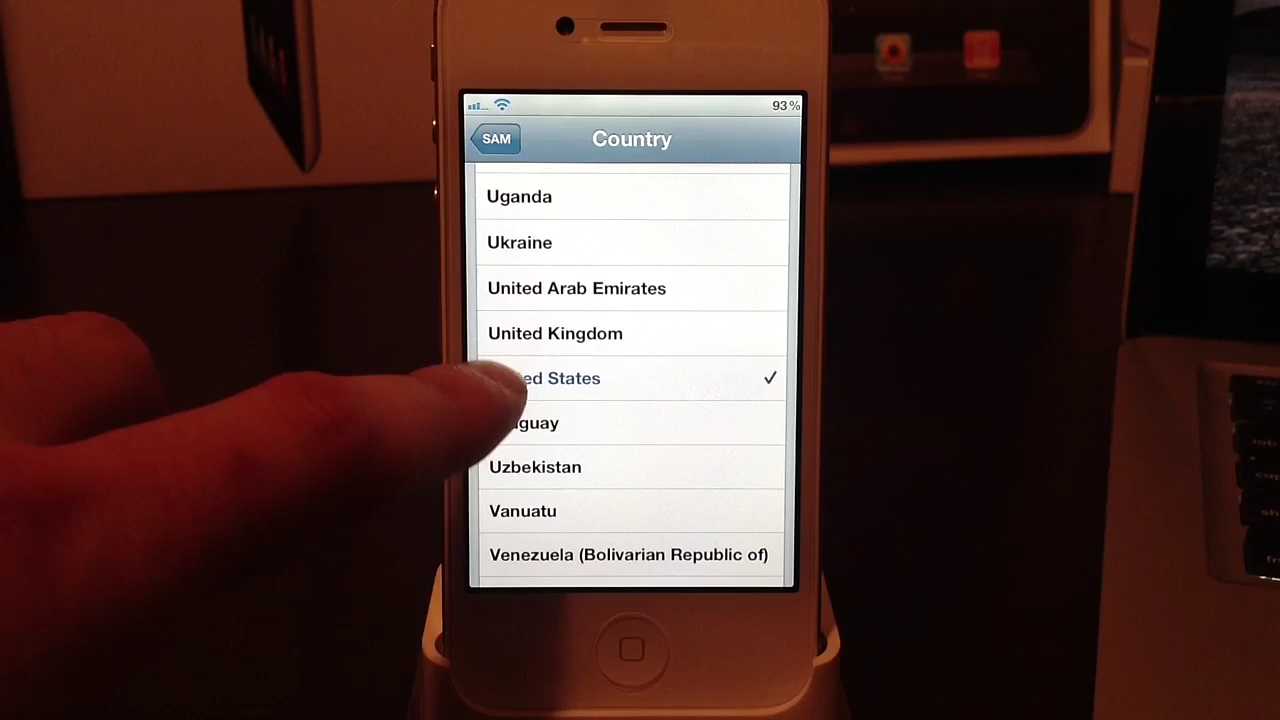 93%
SAM
Country
Uganda
Ukraine
United Arab Emirates
United Kingdom
ed States
guay
Uzbekistan
Vanuatu
Venezuela (Bolivarian Republic of)